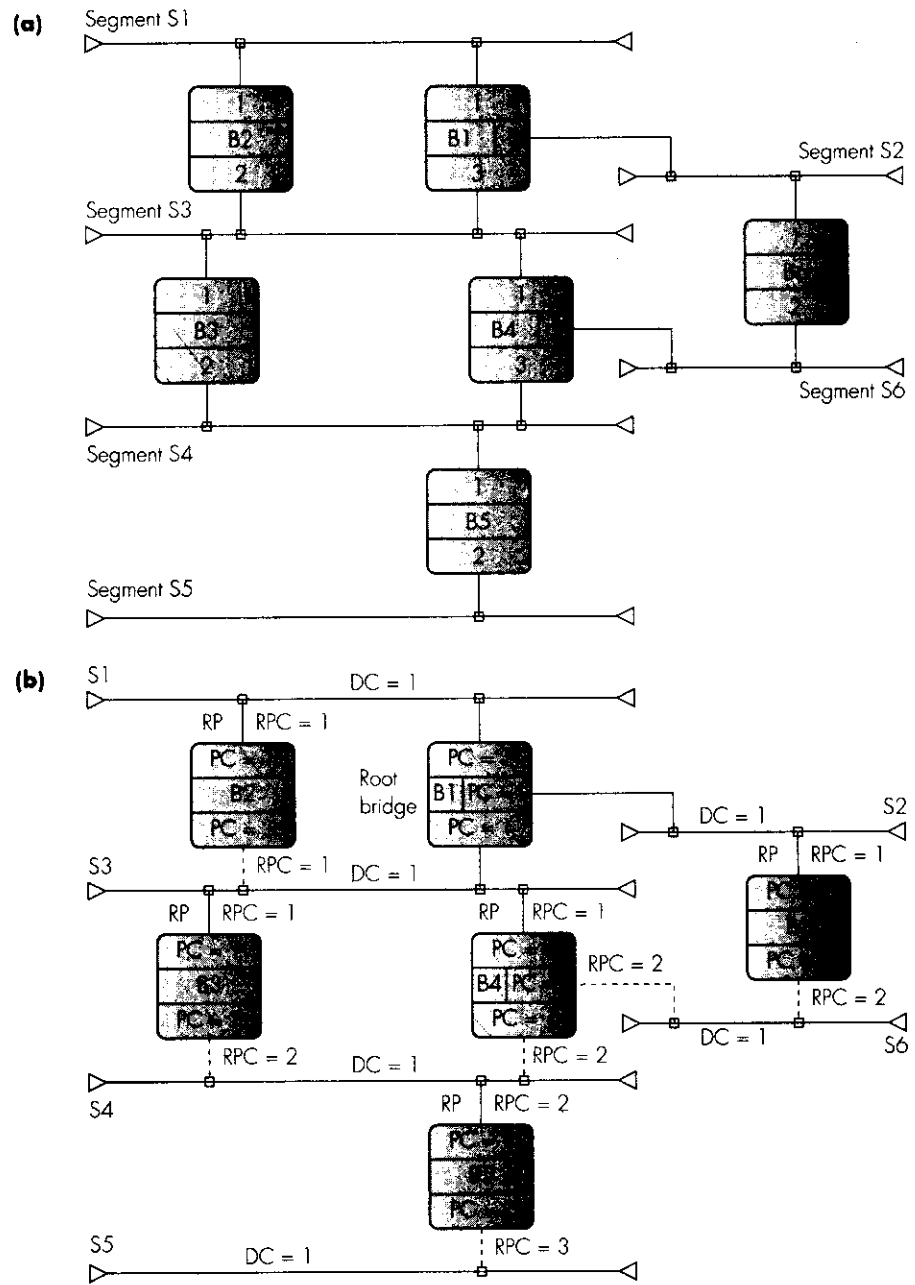 (a)
Segment S1
1
B2
2
1
B1
3
Segment S2
Segment S3
1
B3
2
1
B4
3
2
Segment S6
Segment S4
1
B5
2
Segment S5
(b)
S1
DC = 1
RP
RPC = 1
PC =
B2
PC =
RPC = 1
Root
bridge
PC =
B1
PC =
PC =
S2
DC = 1
RP
RPC = 1
PC
PC
RPC = 2
S3
DC = 1
RP
RPC = 1
PC =
B3
PC =
RPC = 2
RP
RPC = 1
PC =
B4
PC =
PC =
RPC = 2
RPC = 2
DC = 1
S6
S4
DC = 1
RP
RPC = 2
PC =
PC =
RPC = 3
S5
DC = 1